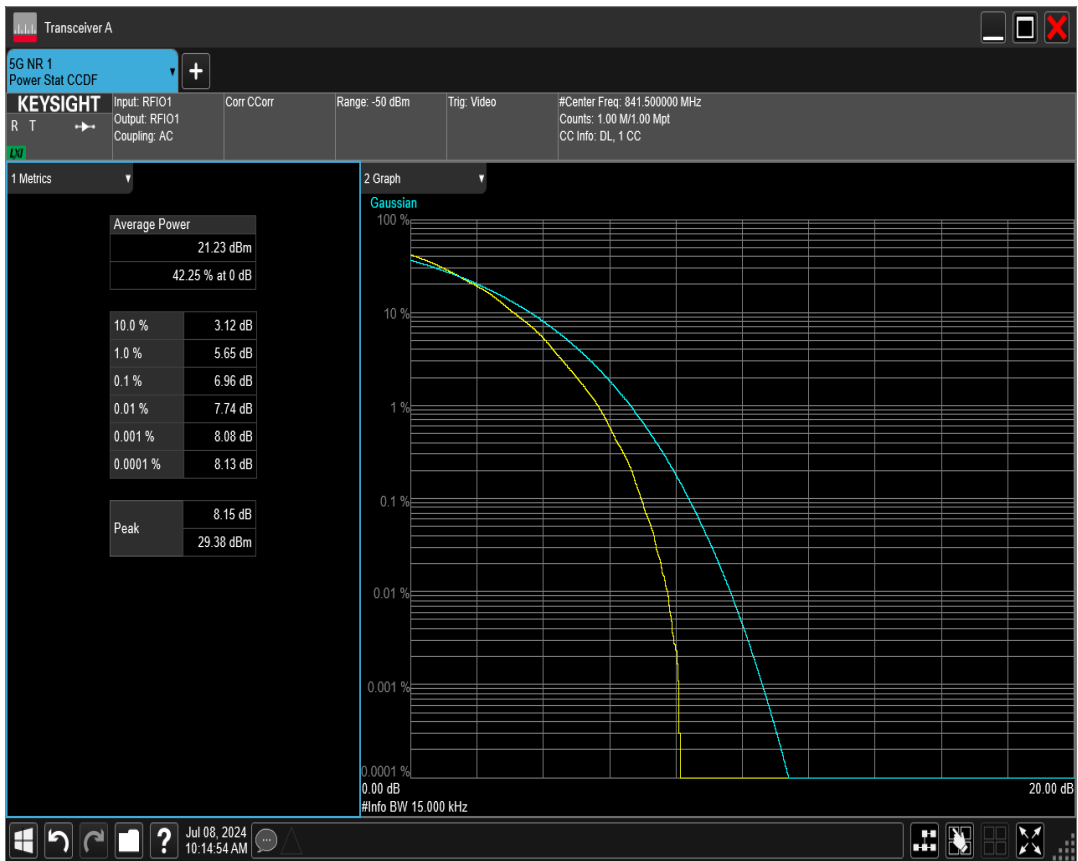 Transceiver A
5G NR 1
Power Stat CCDF
KEYSIGHT
R T
LXI
Input: RFIO1
Output: RFIO1
Coupling: AC
Corr CCorr
Range: -50 dBm
Trig: Video
#Center Freq: 841.500000 MHz
Counts: 1.00 M/1.00 Mpt
CC Info: DL, 1 CC
1 Metrics
Average Power
21.23 dBm
42.25 % at 0 dB
10.0 % 3.12 dB
1.0 % 5.65 dB
0.1 % 6.96 dB
0.01 % 7.74 dB
0.001 % 8.08 dB
0.0001 % 8.13 dB
Peak
8.15 dB
29.38 dBm
2 Graph
Gaussian
100 %
10 %
1 %
0.1 %
0.01 %
0.001 %
0.0001 %
0.00 dB 20.00 dB
#Info BW 15.000 kHz
? Jul 08, 2024
10:14:54 AM